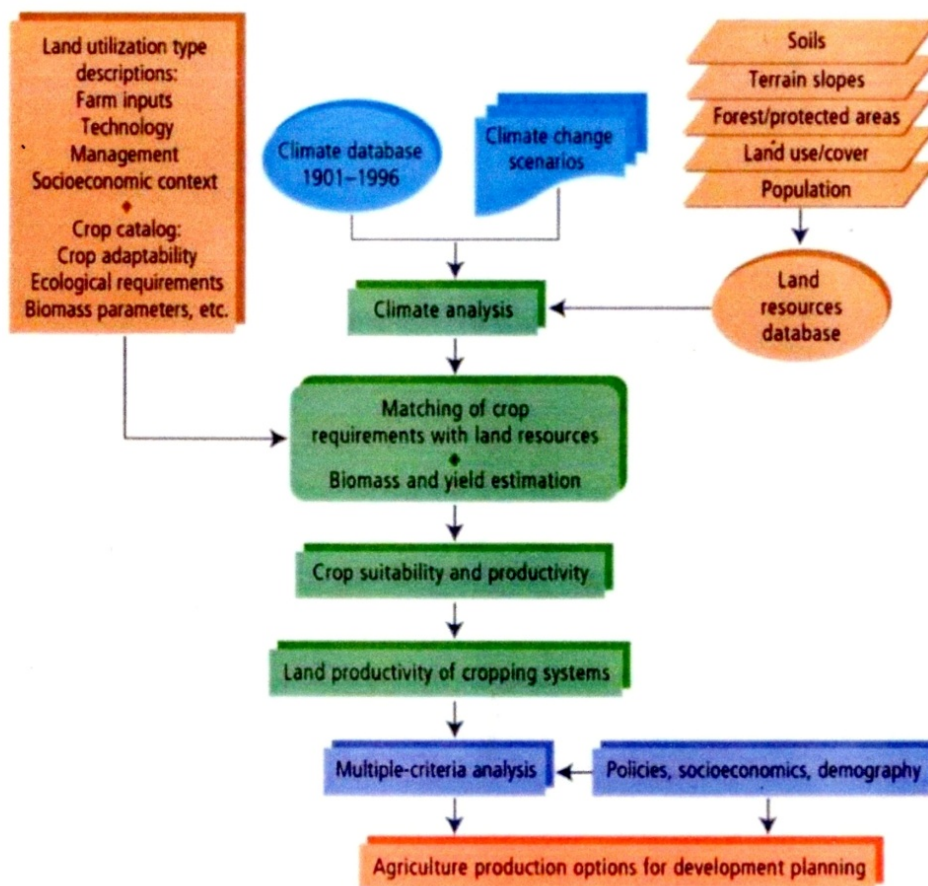 Land utilization type
descriptions:
Farm inputs
Technology
Management
Socioeconomic context
◆
Crop catalog:
Crop adaptability
Ecological requirements
Biomass parameters, etc.
Climate database
1901–1996
Climate change
scenarios
Soils
Terrain slopes
Forest/protected areas
Land use/cover
Population
Land
resources
database
Climate analysis
Matching of crop
requirements with land resources
◆
Biomass and yield estimation
Crop suitability and productivity
Land productivity of cropping systems
Multiple-criteria analysis
Policies, socioeconomics, demography
Agriculture production options for development planning